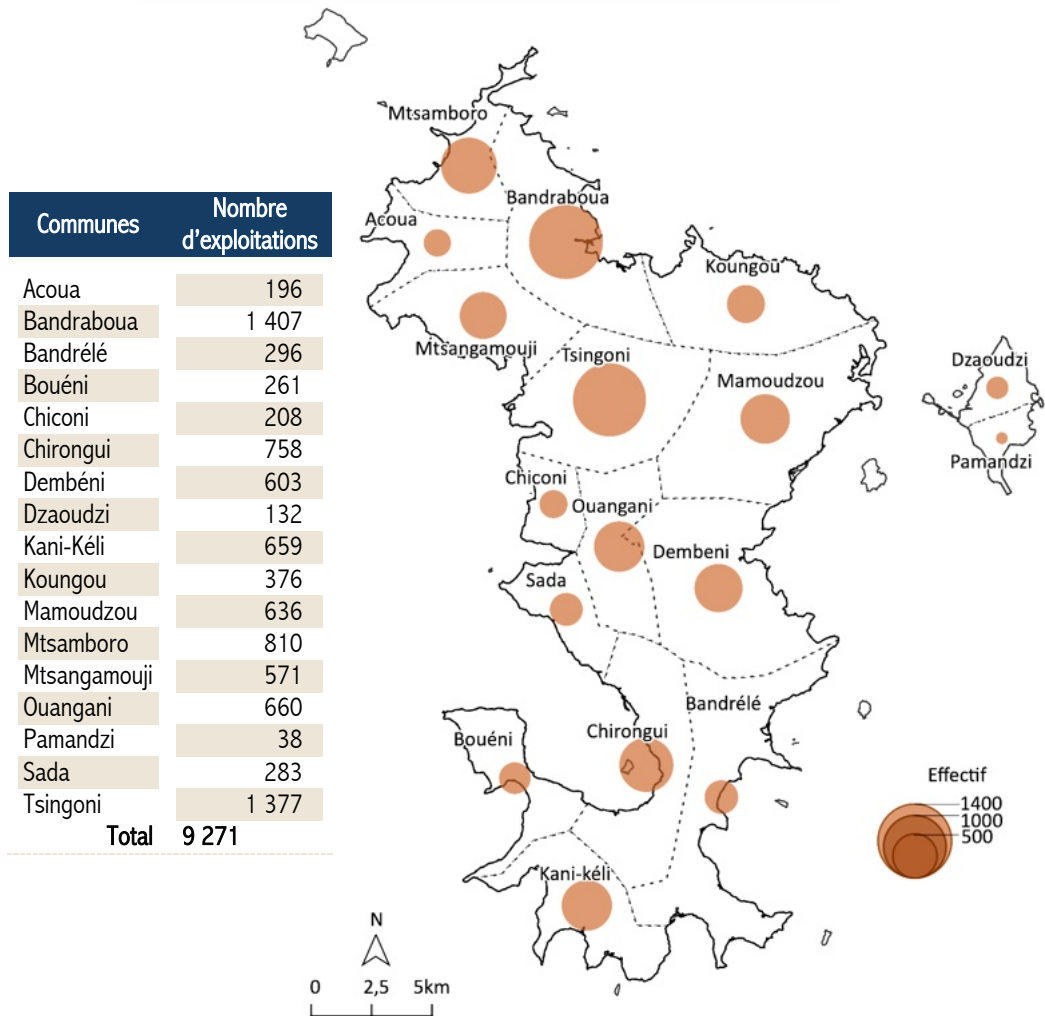 Communes Nombre d'exploitations
Acoua 196
Bandraboua 1 407
Bandrélé 296
Bouéni 261
Chiconi 208
Chirongui 758
Dembéni 603
Dzaoudzi 132
Kani-Kéli 659
Koungou 376
Mamoudzou 636
Mtsamboro 810
Mtsangamouji 571
Ouangani 660
Pamandzi 38
Sada 283
Tsingoni 1 377
Total 9 271
Mtsamboro
Bandraboua
Acoua
Koungou
Mtsangamouji
Tsingoni
Dzaoudzi
Mamoudzou
Pamandzi
Chiconi
Ouangani
Dembeni
Sada
Bandrélé
Chirongui
Bouéni
Kani-kéli
Effectif
1400
1000
500
N
0 2,5 5km